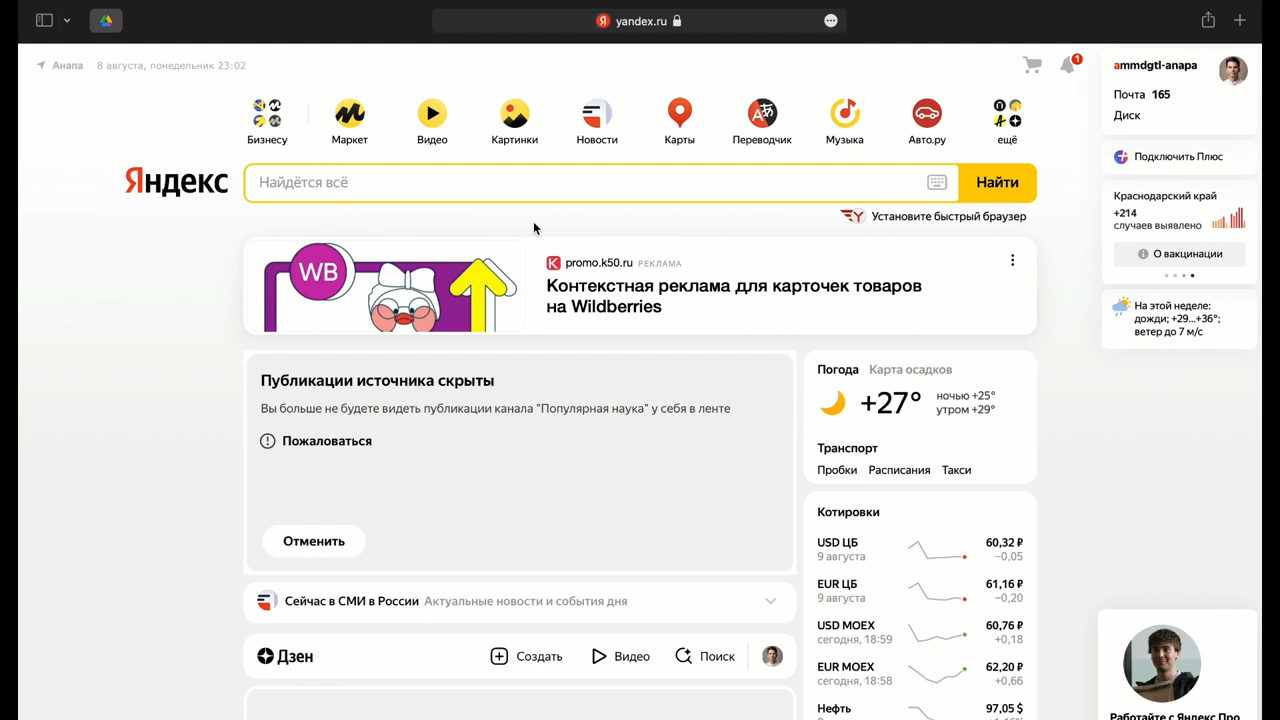 yandex.ru
Анапа 8 августа, понедельник 23:02
1
ammdgtl-anapa
Почта 165
Диск
Бизнесу
Маркет
Видео
Картинки
Новости
Карты
Переводчик
Музыка
Авто.ру
ещё
Подключить Плюс
Яндекс
Найдётся всё
Найти
Установите быстрый браузер
Краснодарский край
+214
случаев выявлено
О вакцинации
WB
promo.k50.ru РЕКЛАМА
Контекстная реклама для карточек товаров
на Wildberries
На этой неделе:
дожди; +29...+36°;
ветер до 7 м/с
Публикации источника скрыты
Вы больше не будете видеть публикации канала "Популярная наука" у себя в ленте
Пожаловаться
Отменить
Погода Карта осадков
+27°
ночью +25°
утром +29°
Транспорт
Пробки Расписания Такси
Котировки
USD ЦБ 60,32 ₽
9 августа −0,05
EUR ЦБ 61,16 ₽
9 августа −0,20
USD MOEX 60,76 ₽
сегодня, 18:59 +0,18
EUR MOEX 62,20 ₽
сегодня, 18:58 +0,66
Нефть 97,05 $
Сейчас в СМИ в России Актуальные новости и события дня
Дзен
Создать
Видео
Поиск
Работайте с Яндекс Про